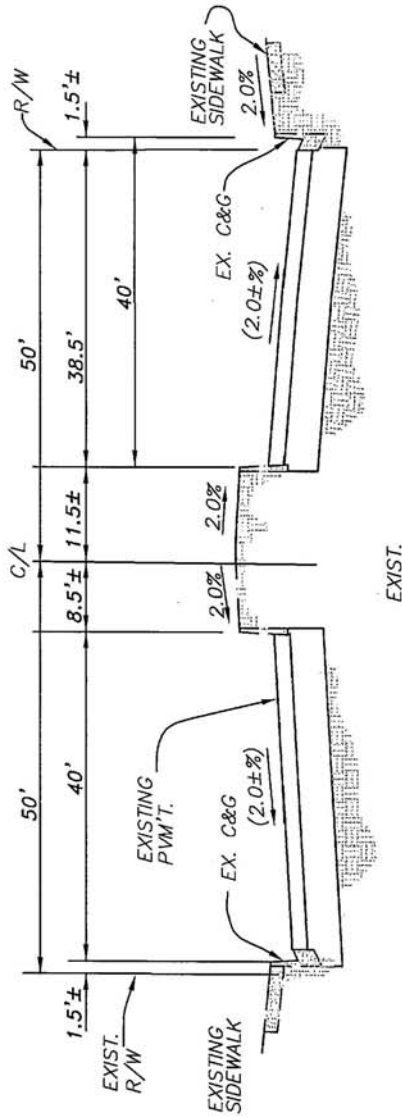 C/L
R/W
50'
50'
1.5'±
40'
8.5'±
11.5±
38.5'
1.5'±
40'
EXIST.
R/W
EXISTING
PVM'T.
EXISTING
SIDEWALK
EX. C&G
(2.0±%)
2.0%
2.0%
EX. C&G
(2.0±%)
EXISTING
SIDEWALK
2.0%
EXIST.